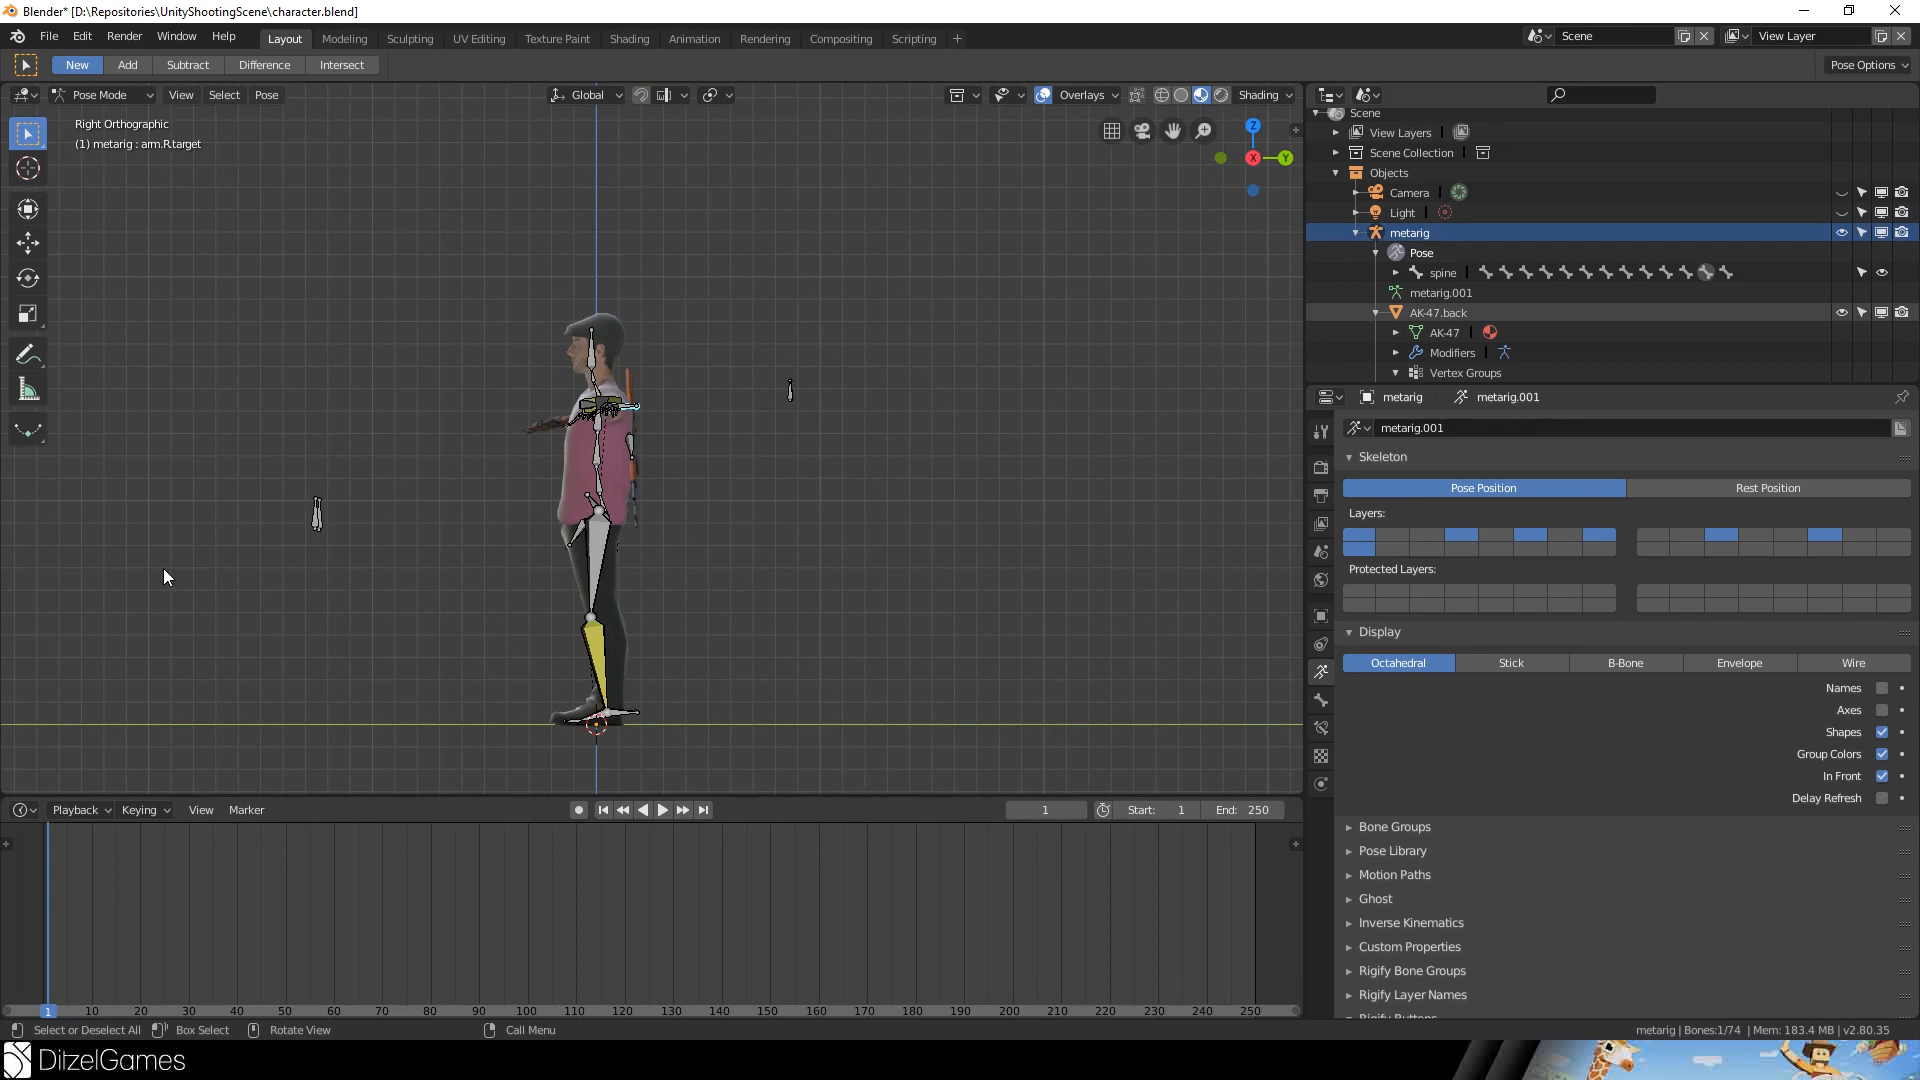 Blender* [D:\Repositories\UnityShootingScene\character.blend]
File Edit Render Window Help
Layout Modeling Sculpting UV Editing Texture Paint Shading Animation Rendering Compositing Scripting +
Scene
View Layer
New Add Subtract Difference Intersect
Pose Options
Pose Mode View Select Pose
Global
Overlays
Shading
Right Orthographic
(1) metarig : arm.R.target
Z
X
Y
Scene
View Layers
Scene Collection
Objects
Camera
Light
metarig
Pose
spine
metarig.001
AK-47.back
AK-47
Modifiers
Vertex Groups
metarig metarig.001
metarig.001
Skeleton
Pose Position Rest Position
Layers:
Protected Layers:
Display
Octahedral Stick B-Bone Envelope Wire
Names
Axes
Shapes
Group Colors
In Front
Delay Refresh
Bone Groups
Pose Library
Motion Paths
Ghost
Inverse Kinematics
Custom Properties
Rigify Bone Groups
Rigify Layer Names
Rigify Buttons
Playback Keying View Marker
1 Start: 1 End: 250
1 10 20 30 40 50 60 70 80 90 100 110 120 130 140 150 160 170 180 190 200 210 220 230 240 250
Select or Deselect All Box Select Rotate View Call Menu
metarig | Bones:1/74 | Mem: 183.4 MB | v2.80.35
DitzelGames